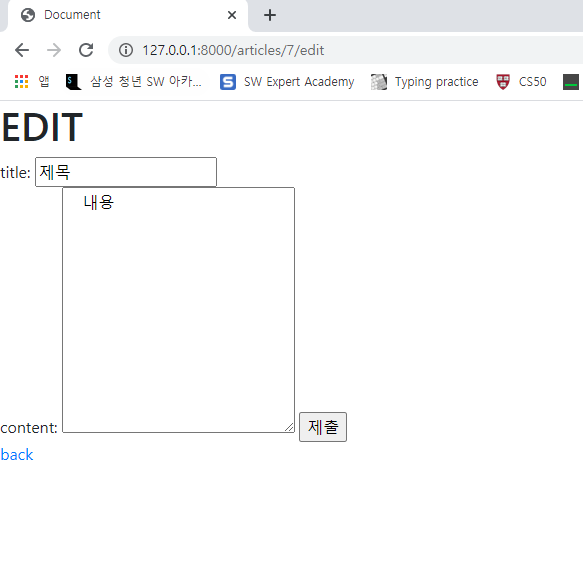 Document
127.0.0.1:8000/articles/7/edit
앱 삼성 청년 SW 아카... SW Expert Academy Typing practice CS50
EDIT
title: 제목
내용
content: 제출
back